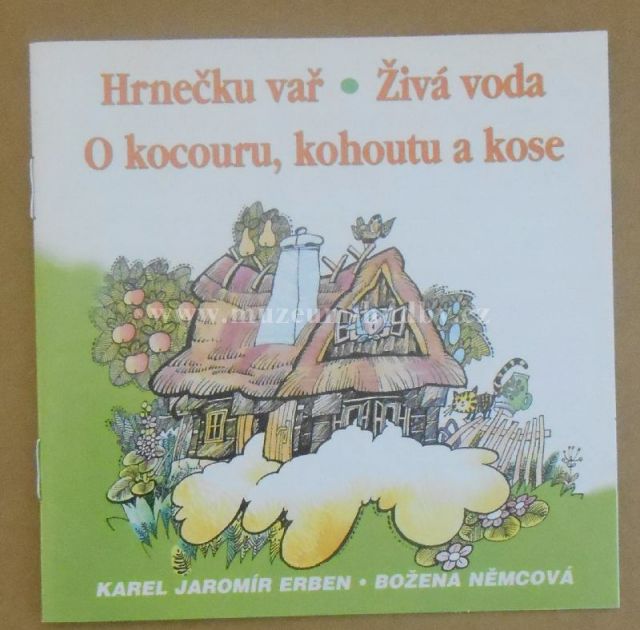 Hrnečku vař • Živá voda
O kocouru, kohoutu a kose
KAREL JAROMÍR ERBEN • BOŽENA NĚMCOVÁ